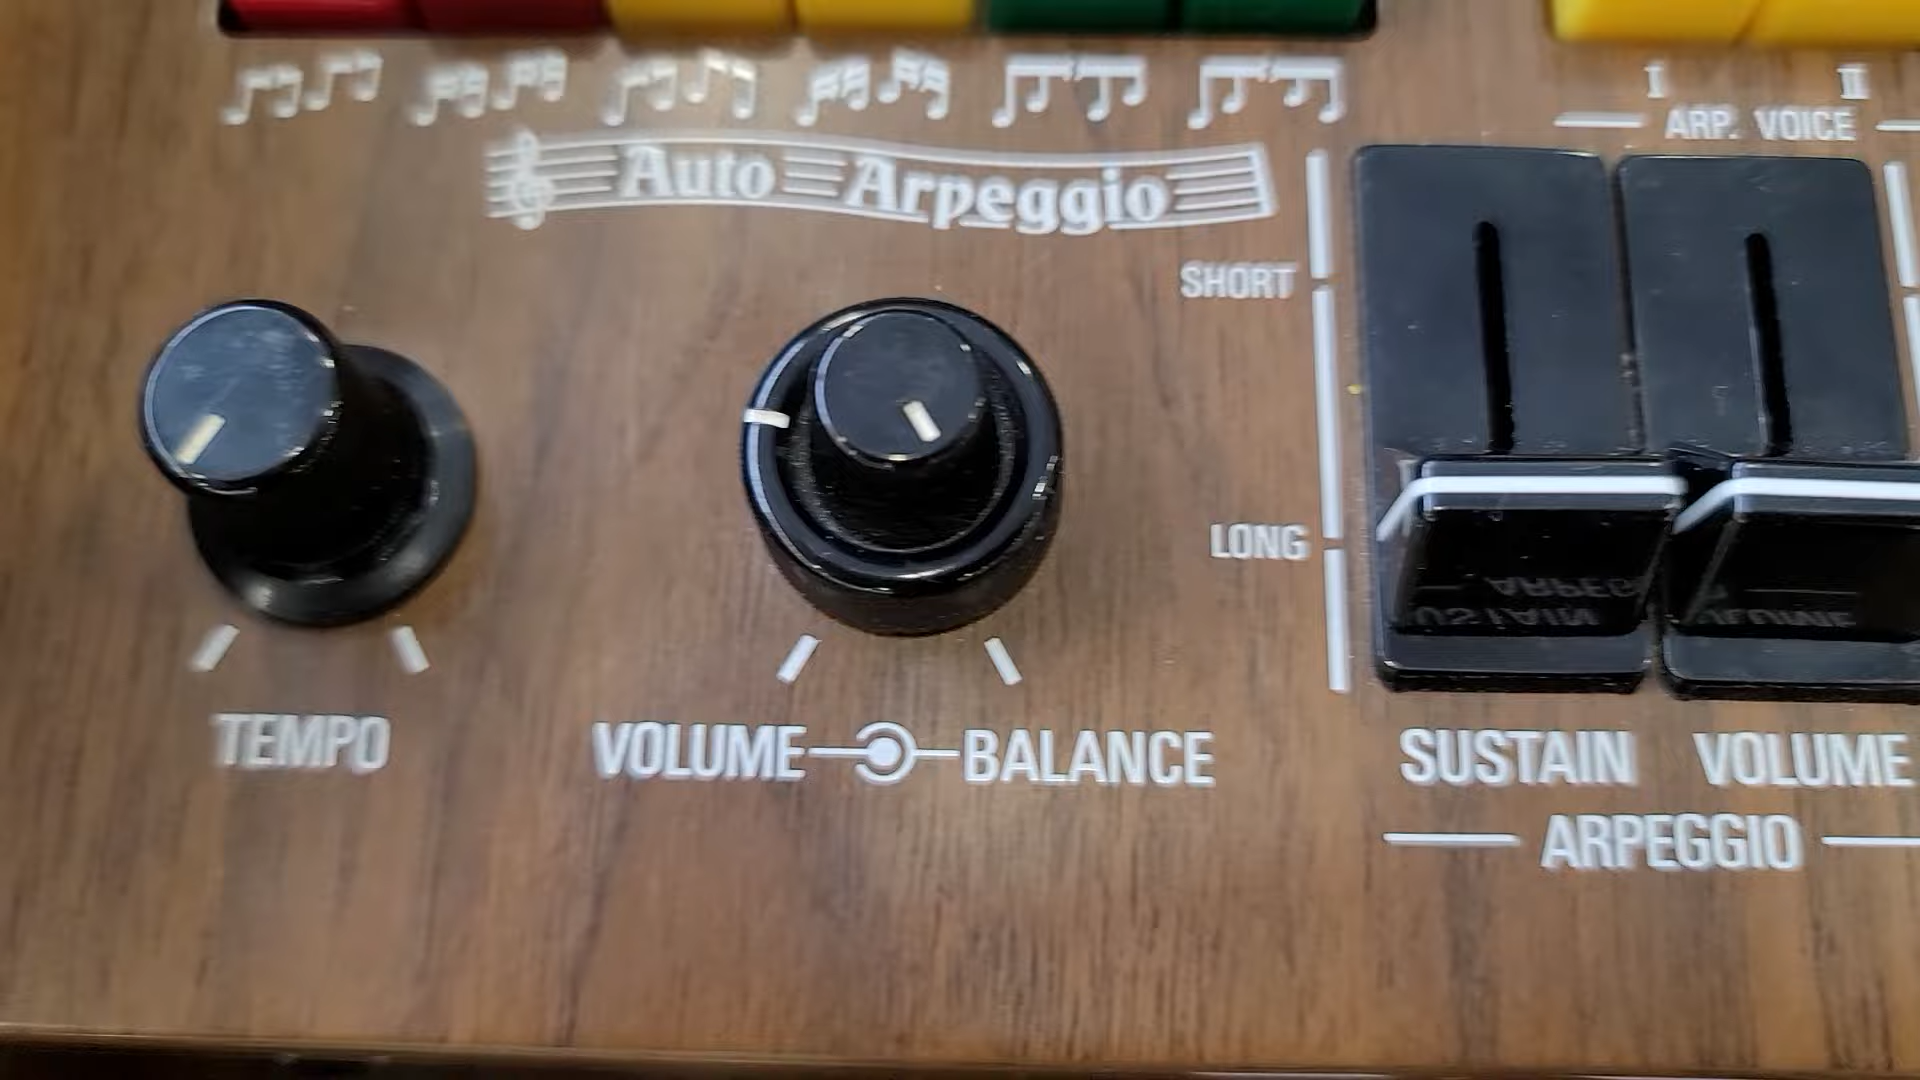 I II
ARP. VOICE
Auto Arpeggio
SHORT
LONG
TEMPO
VOLUME BALANCE
SUSTAIN VOLUME
ARPEGGIO